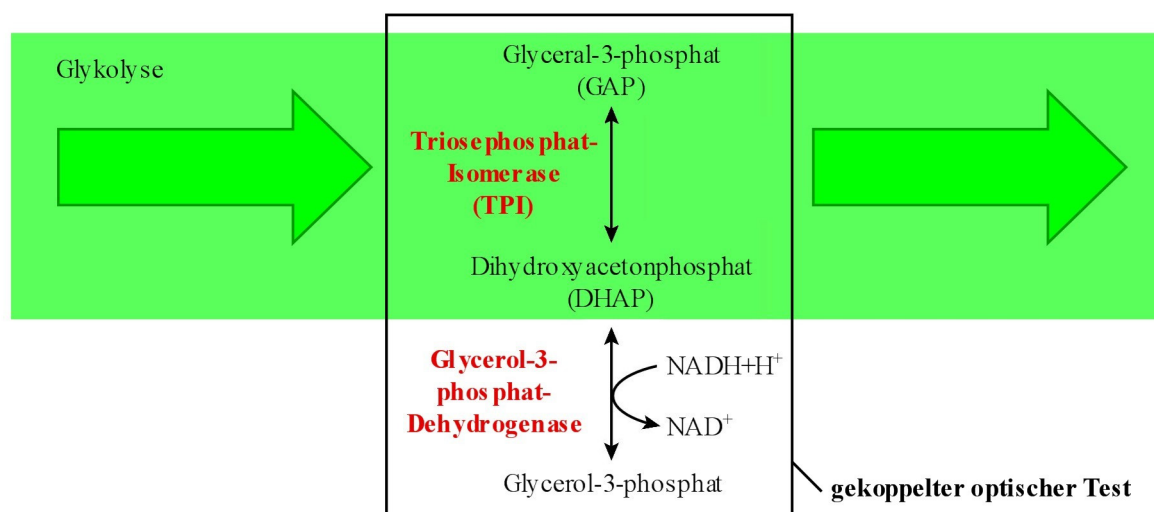 Glykolyse
Glyceral-3-phosphat
(GAP)
Triosephosphat-
Isomerase
(TPI)
Dihydroxyacetonphosphat
(DHAP)
Glycerol-3-
phosphat-
Dehydrogenase
NADH+H⁺
NAD⁺
Glycerol-3-phosphat
gekoppelter optischer Test